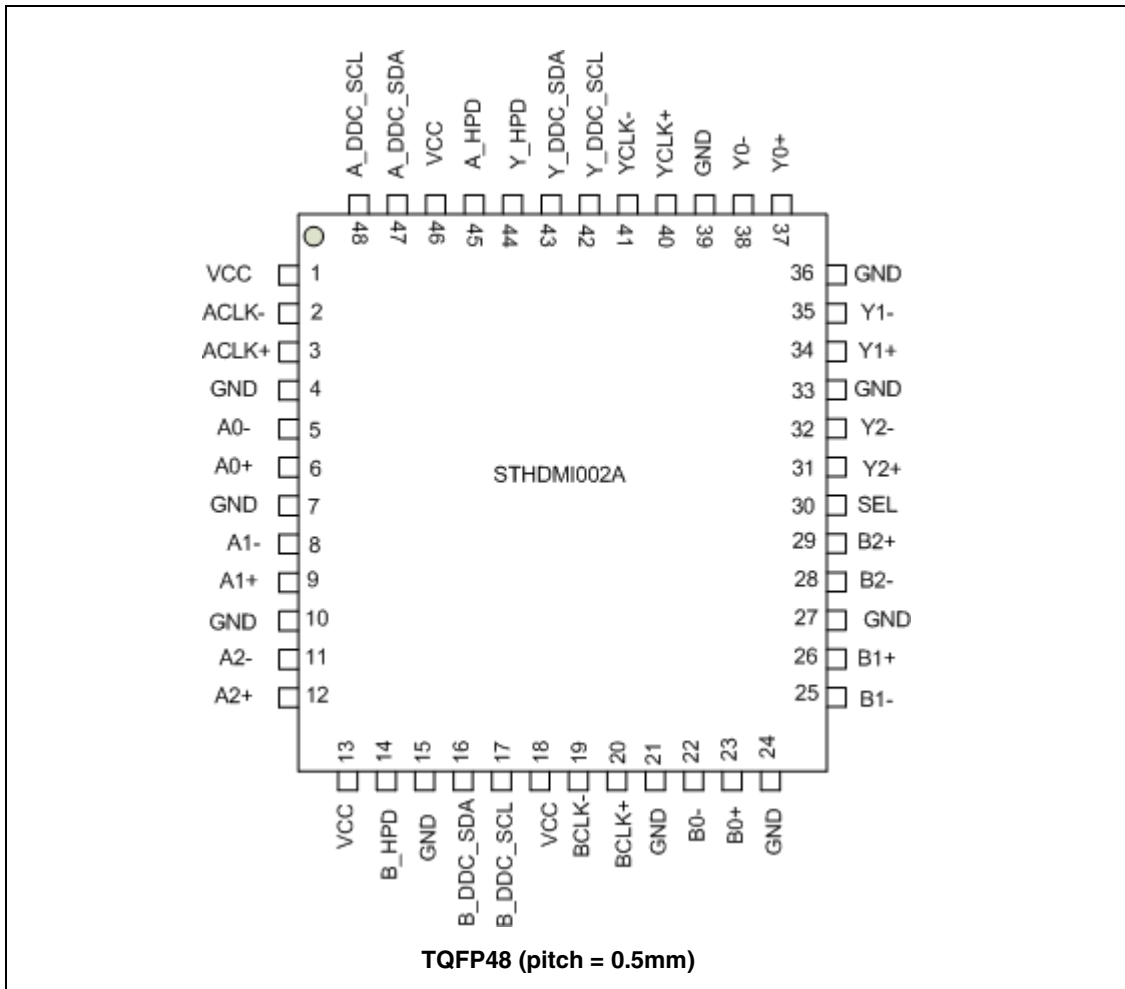 A_DDC_SCL
A_DDC_SDA
VCC
A_HPD
Y_HPD
Y_DDC_SDA
Y_DDC_SCL
YCLK-
YCLK+
GND
Y0-
Y0+
48
47
46
45
44
43
42
41
40
39
38
37
VCC 1
36 GND
ACLK- 2
35 Y1-
ACLK+ 3
34 Y1+
GND 4
33 GND
A0- 5
32 Y2-
A0+ 6
31 Y2+
STHDMI002A
GND 7
30 SEL
A1- 8
29 B2+
A1+ 9
28 B2-
GND 10
27 GND
A2- 11
26 B1+
A2+ 12
25 B1-
13
14
15
16
17
18
19
20
21
22
23
24
VCC
B_HPD
GND
B_DDC_SDA
B_DDC_SCL
VCC
BCLK-
BCLK+
GND
B0-
B0+
GND
TQFP48 (pitch = 0.5mm)